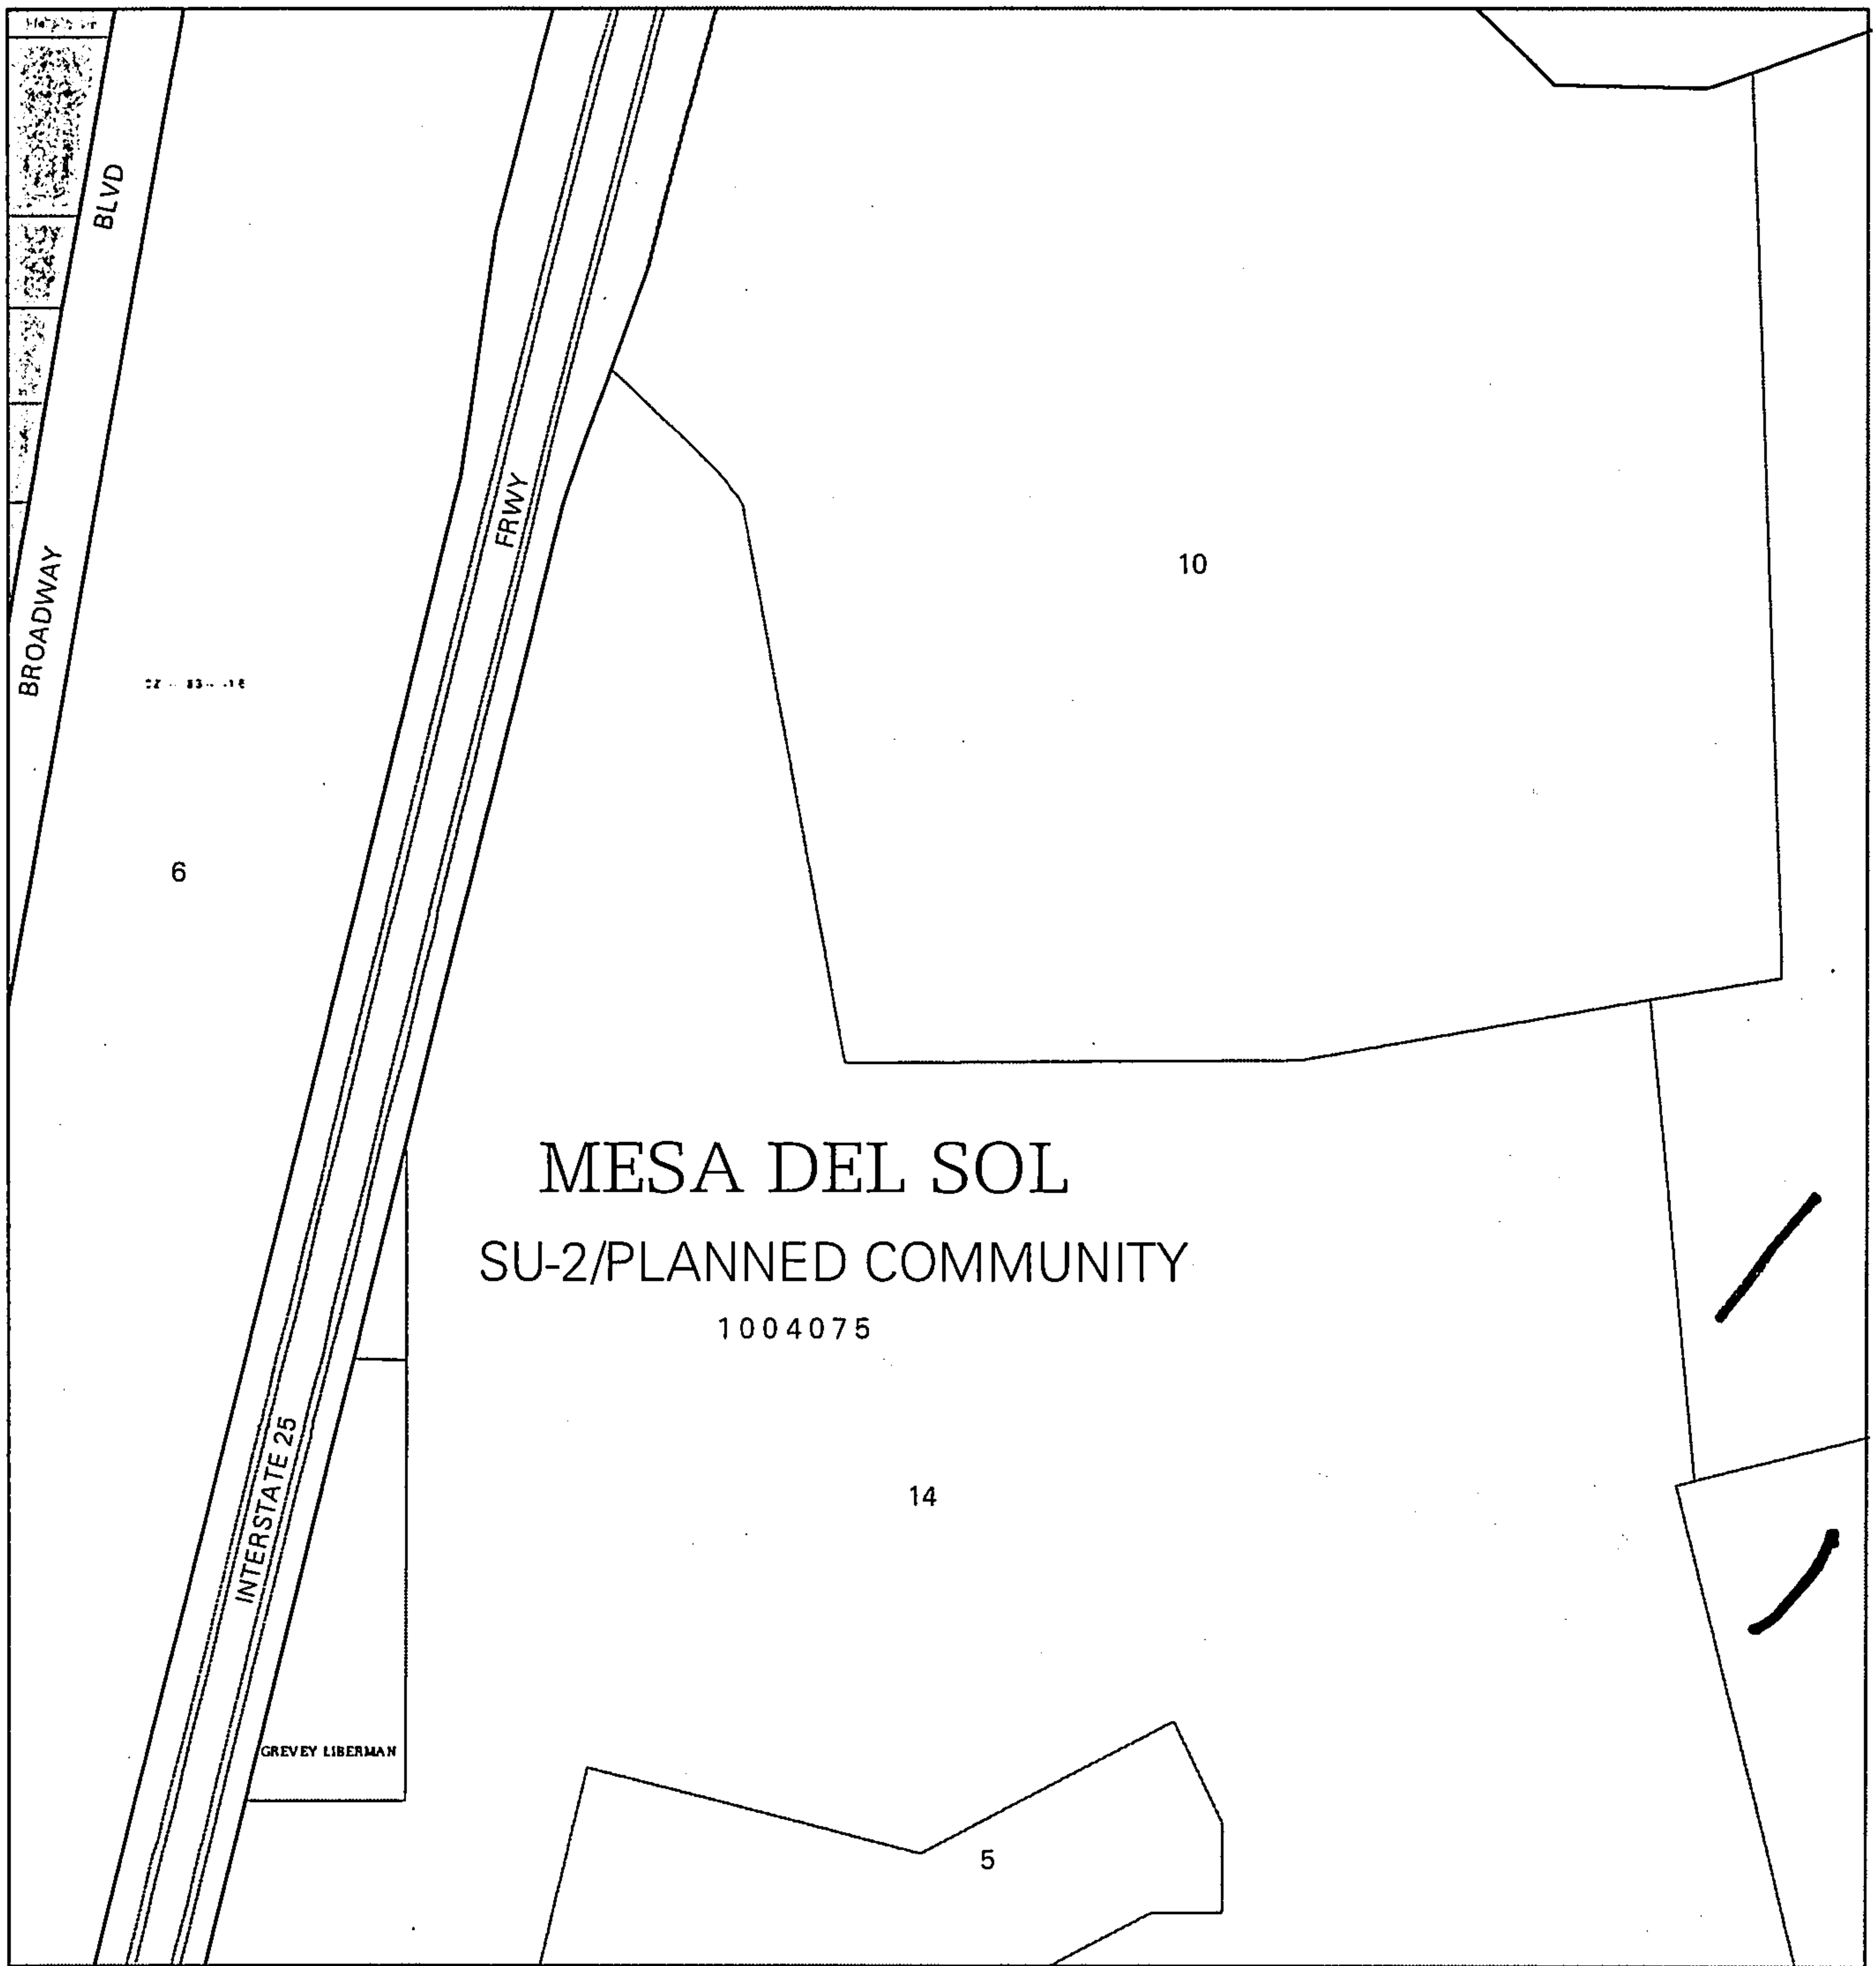 BLVD
FRWY
10
BROADWAY
6
MESA DEL SOL
SU-2/PLANNED COMMUNITY
1004075
INTERSTATE 25
14
GREVEY LIBERMAN
5